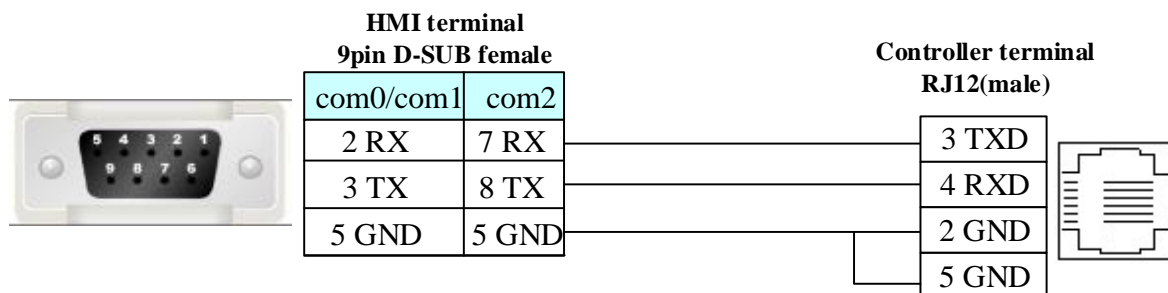 HMI terminal
9pin D-SUB female
com0/com1 com2
2 RX 7 RX
3 TX 8 TX
5 GND 5 GND
Controller terminal
RJ12(male)
3 TXD
4 RXD
2 GND
5 GND
5 4 3 2 1
9 8 7 6